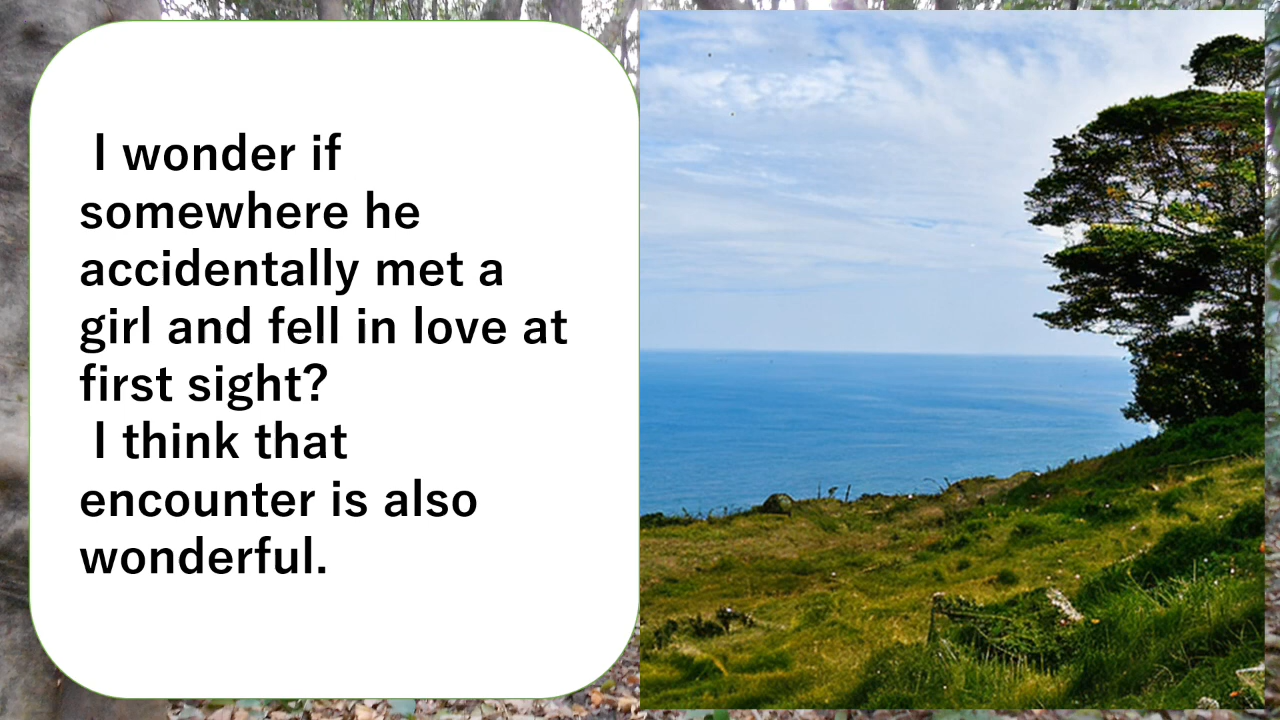 I wonder if
somewhere he
accidentally met a
girl and fell in love at
first sight?
I think that
encounter is also
wonderful.